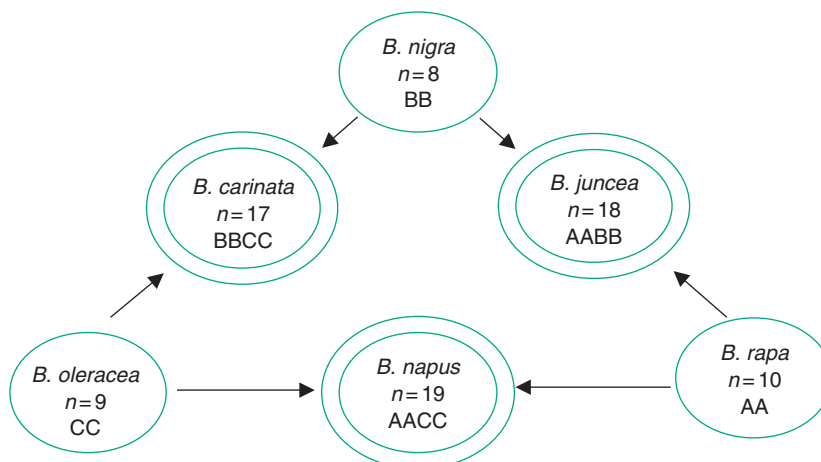 B. nigra
n=8
BB
B. carinata
n=17
BBCC
B. juncea
n=18
AABB
B. oleracea
n=9
CC
B. napus
n=19
AACC
B. rapa
n=10
AA